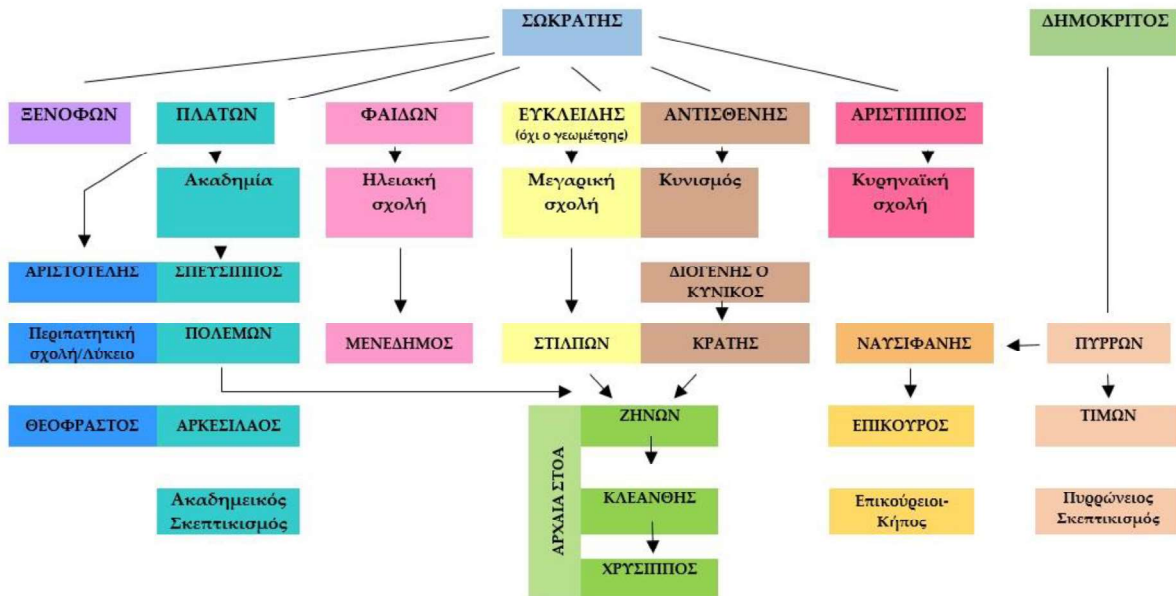 ΣΩΚΡΑΤΗΣ
ΔΗΜΟΚΡΙΤΟΣ
ΞΕΝΟΦΩΝ
ΠΛΑΤΩΝ
ΦΑΙΔΩΝ
ΕΥΚΛΕΙΔΗΣ
(όχι ο γεωμέτρης)
ΑΝΤΙΣΘΕΝΗΣ
ΑΡΙΣΤΙΠΠΟΣ
Ακαδημία
Ηλειακή
σχολή
Μεγαρική
σχολή
Κυνισμός
Κυρηναϊκή
σχολή
ΑΡΙΣΤΟΤΕΛΗΣ
ΣΠΕΥΣΙΠΠΟΣ
ΔΙΟΓΕΝΗΣ Ο
ΚΥΝΙΚΟΣ
Περιπατητική
σχολή/Λύκειο
ΠΟΛΕΜΩΝ
ΜΕΝΕΔΗΜΟΣ
ΣΤΙΛΠΩΝ
ΚΡΑΤΗΣ
ΝΑΥΣΙΦΑΝΗΣ
ΠΥΡΡΩΝ
ΘΕΟΦΡΑΣΤΟΣ
ΑΡΚΕΣΙΛΑΟΣ
ΑΡΧΑΙΑ ΣΤΟΑ
ΖΗΝΩΝ
ΕΠΙΚΟΥΡΟΣ
ΤΙΜΩΝ
Ακαδημεικός
Σκεπτικισμός
ΚΛΕΑΝΘΗΣ
Επικούρειοι-
Κήπος
Πυρρώνειος
Σκεπτικισμός
ΧΡΥΣΙΠΠΟΣ